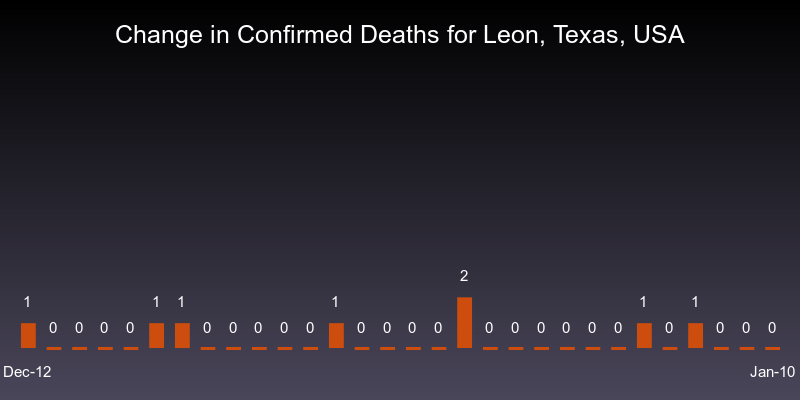 Change in Confirmed Deaths for Leon, Texas, USA
2
1 1 1 1 1 1
0 0 0 0 0 0 0 0 0 0 0 0 0 0 0 0 0 0 0 0 0 0 0
Dec-12 Jan-10